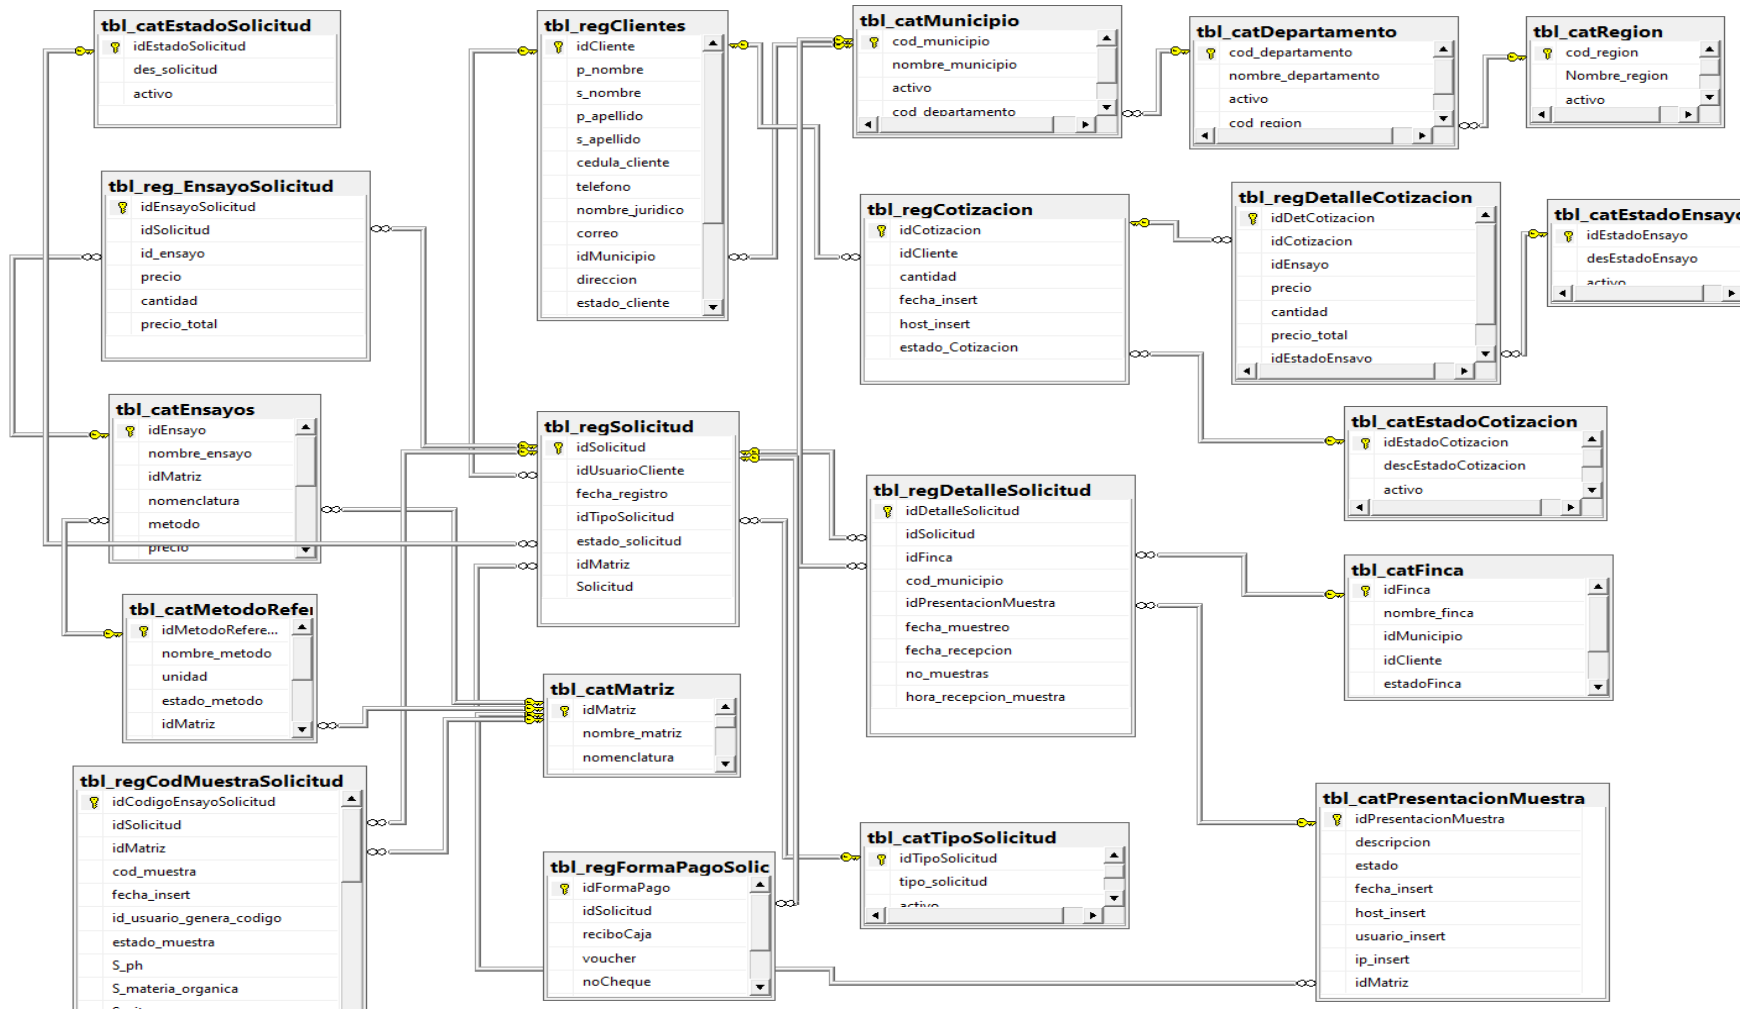 tbl_catEstadoSolicitud
idEstadoSolicitud
des_solicitud
activo
tbl_regClientes
idCliente
p_nombre
s_nombre
p_apellido
s_apellido
cedula_cliente
telefono
nombre_juridico
correo
idMunicipio
direccion
estado_cliente
tbl_catMunicipio
cod_municipio
nombre_municipio
activo
cod_departamento
tbl_catDepartamento
cod_departamento
nombre_departamento
activo
cod_region
tbl_catRegion
cod_region
Nombre_region
activo
tbl_reg_EnsayoSolicitud
idEnsayoSolicitud
idSolicitud
id_ensayo
precio
cantidad
precio_total
tbl_regCotizacion
idCotizacion
idCliente
cantidad
fecha_insert
host_insert
estado_Cotizacion
tbl_regDetalleCotizacion
idDetCotizacion
idCotizacion
idEnsayo
precio
cantidad
precio_total
idEstadoEnsayo
tbl_catEstadoEnsayo
idEstadoEnsayo
desEstadoEnsayo
activo
tbl_catEnsayos
idEnsayo
nombre_ensayo
idMatriz
nomenclatura
metodo
precio
tbl_regSolicitud
idSolicitud
idUsuarioCliente
fecha_registro
idTipoSolicitud
estado_solicitud
idMatriz
Solicitud
tbl_catEstadoCotizacion
idEstadoCotizacion
descEstadoCotizacion
activo
tbl_regDetalleSolicitud
idDetalleSolicitud
idSolicitud
idFinca
cod_municipio
idPresentacionMuestra
fecha_muestreo
fecha_recepcion
no_muestras
hora_recepcion_muestra
tbl_catFinca
idFinca
nombre_finca
idMunicipio
idCliente
estadoFinca
tbl_catMetodoRefer
idMetodoRefere...
nombre_metodo
unidad
estado_metodo
idMatriz
tbl_catMatriz
idMatriz
nombre_matriz
nomenclatura
tbl_regCodMuestraSolicitud
idCodigoEnsayoSolicitud
idSolicitud
idMatriz
cod_muestra
fecha_insert
id_usuario_genera_codigo
estado_muestra
S_ph
S_materia_organica
tbl_regFormaPagoSolic
idFormaPago
idSolicitud
reciboCaja
voucher
noCheque
tbl_catTipoSolicitud
idTipoSolicitud
tipo_solicitud
activo
tbl_catPresentacionMuestra
idPresentacionMuestra
descripcion
estado
fecha_insert
host_insert
usuario_insert
ip_insert
idMatriz